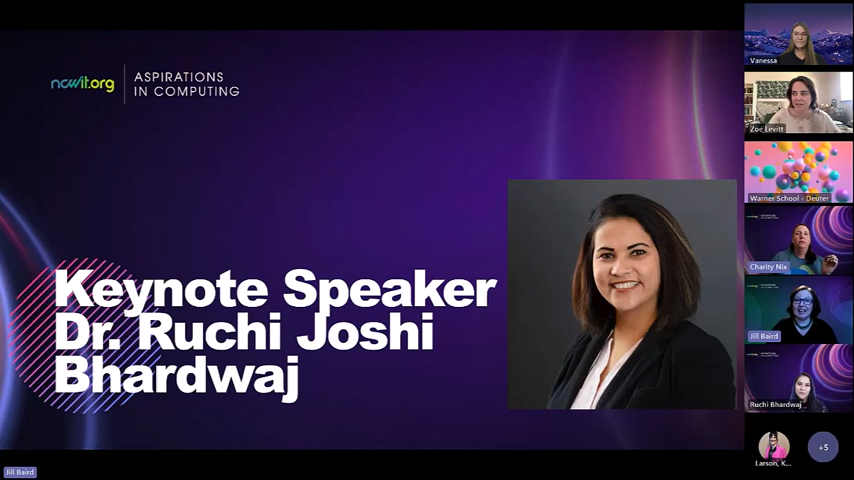 ncwit.org
ASPIRATIONS
IN COMPUTING
Keynote Speaker
Dr. Ruchi Joshi
Bhardwaj
Vanessa
Zoe Levitt
Warner School - Deuter
Charity Nix
Jill Baird
Ruchi Bhardwaj
Larson, K...
+5
Jill Baird